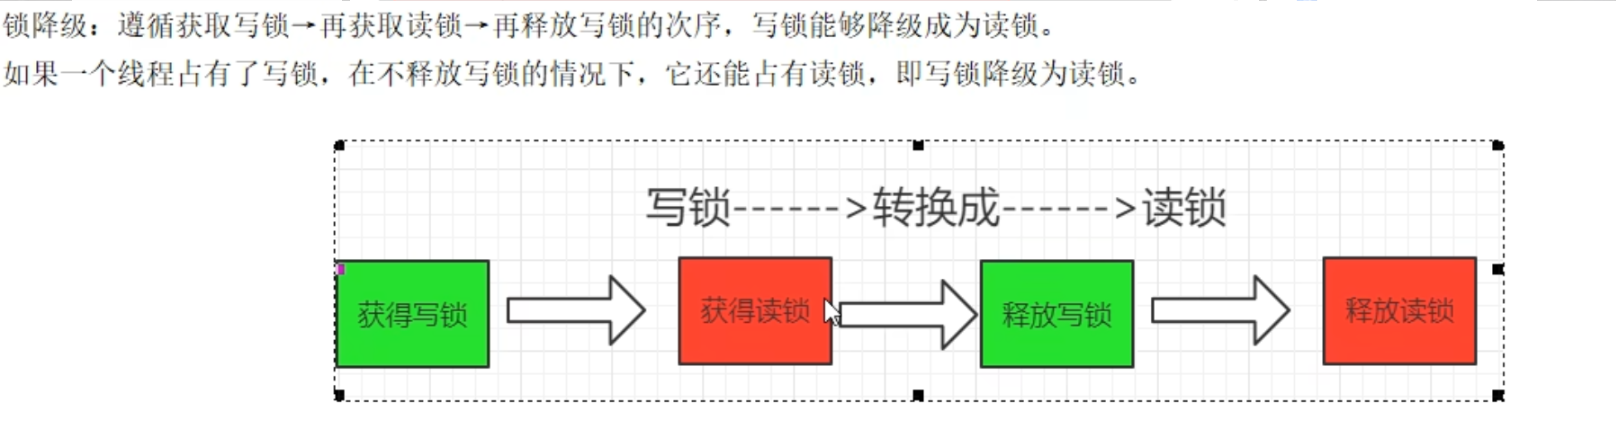 锁降级：遵循获取写锁→再获取读锁→再释放写锁的次序，写锁能够降级成为读锁。
如果一个线程占有了写锁，在不释放写锁的情况下，它还能占有读锁，即写锁降级为读锁。
写锁------>转换成------>读锁
获得写锁
获得读锁
释放写锁
释放读锁